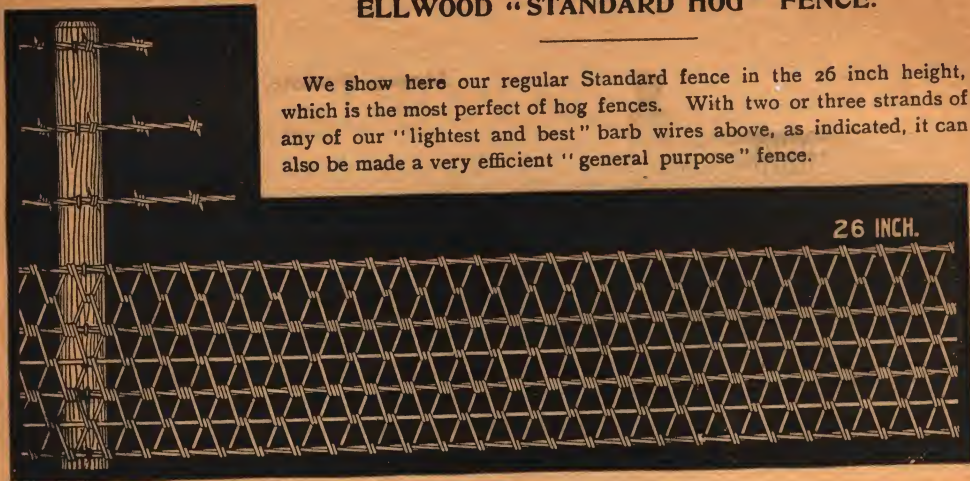 ELLWOOD "STANDARD HOG" FENCE.
We show here our regular Standard fence in the 26 inch height,
which is the most perfect of hog fences. With two or three strands of
any of our "lightest and best" barb wires above, as indicated, it can
also be made a very efficient "general purpose" fence.
26 INCH.